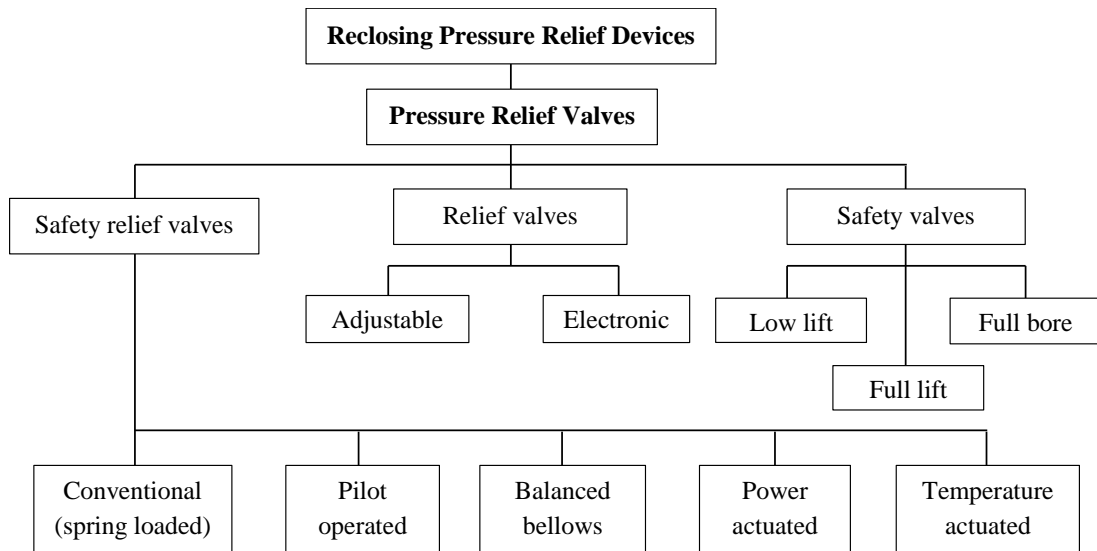 Reclosing Pressure Relief Devices
Pressure Relief Valves
Safety relief valves
Relief valves
Safety valves
Adjustable
Electronic
Low lift
Full bore
Full lift
Conventional
(spring loaded)
Pilot
operated
Balanced
bellows
Power
actuated
Temperature
actuated